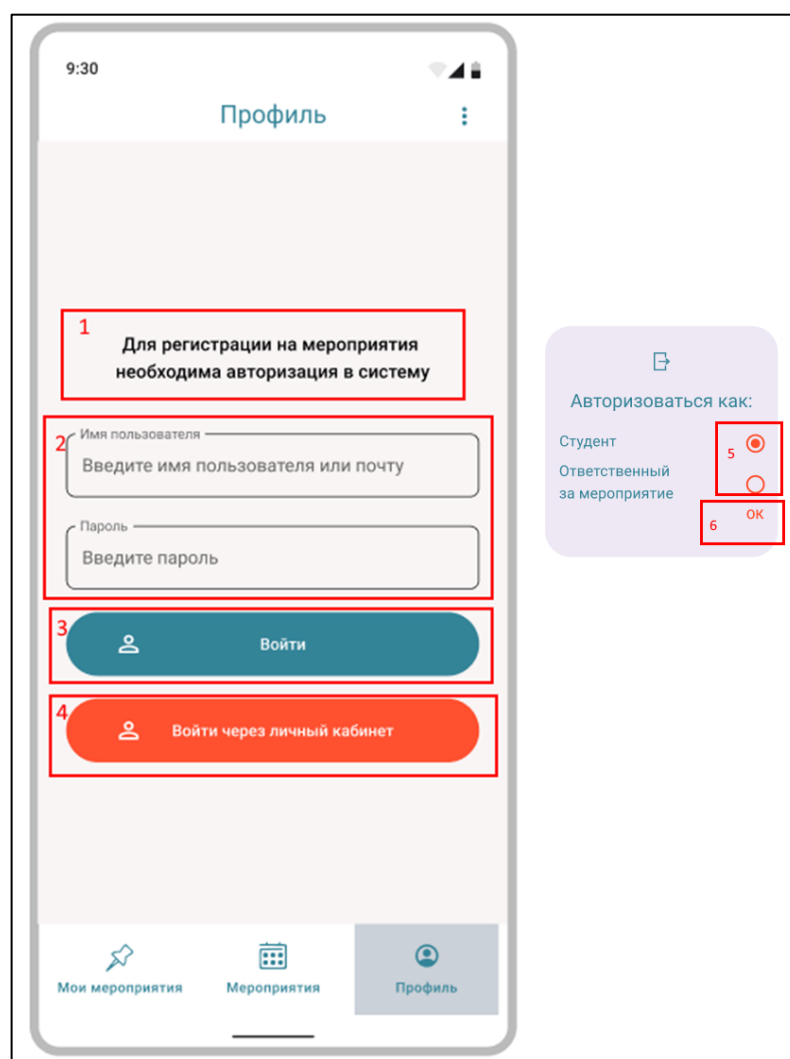 9:30
Профиль
1
Для регистрации на мероприятия
необходима авторизация в систему
2
Имя пользователя
Введите имя пользователя или почту
Пароль
Введите пароль
3
Войти
4
Войти через личный кабинет
Мои мероприятия
Мероприятия
Профиль
Авторизоваться как:
Студент
5
Ответственный
за мероприятие
6
ОК